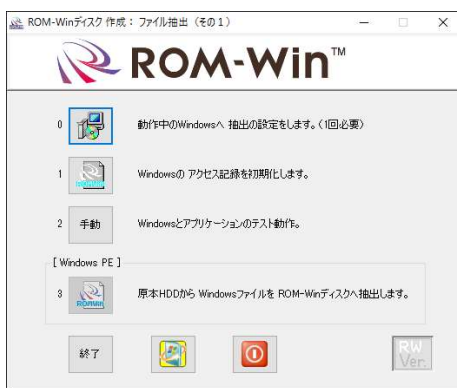 ROM-Winディスク 作成： ファイル抽出 （その１）
ROM-Win™
0 動作中のWindowsへ 抽出の設定をします。（1回必要）
1 Windowsの アクセス記録を初期化します。
2 手動 Windowsとアプリケーションのテスト動作。
[ Windows PE ]
3 ROMWIN 原本HDDから Windowsファイルを ROM-Winディスクへ抽出します。
終了 RW
Ver.